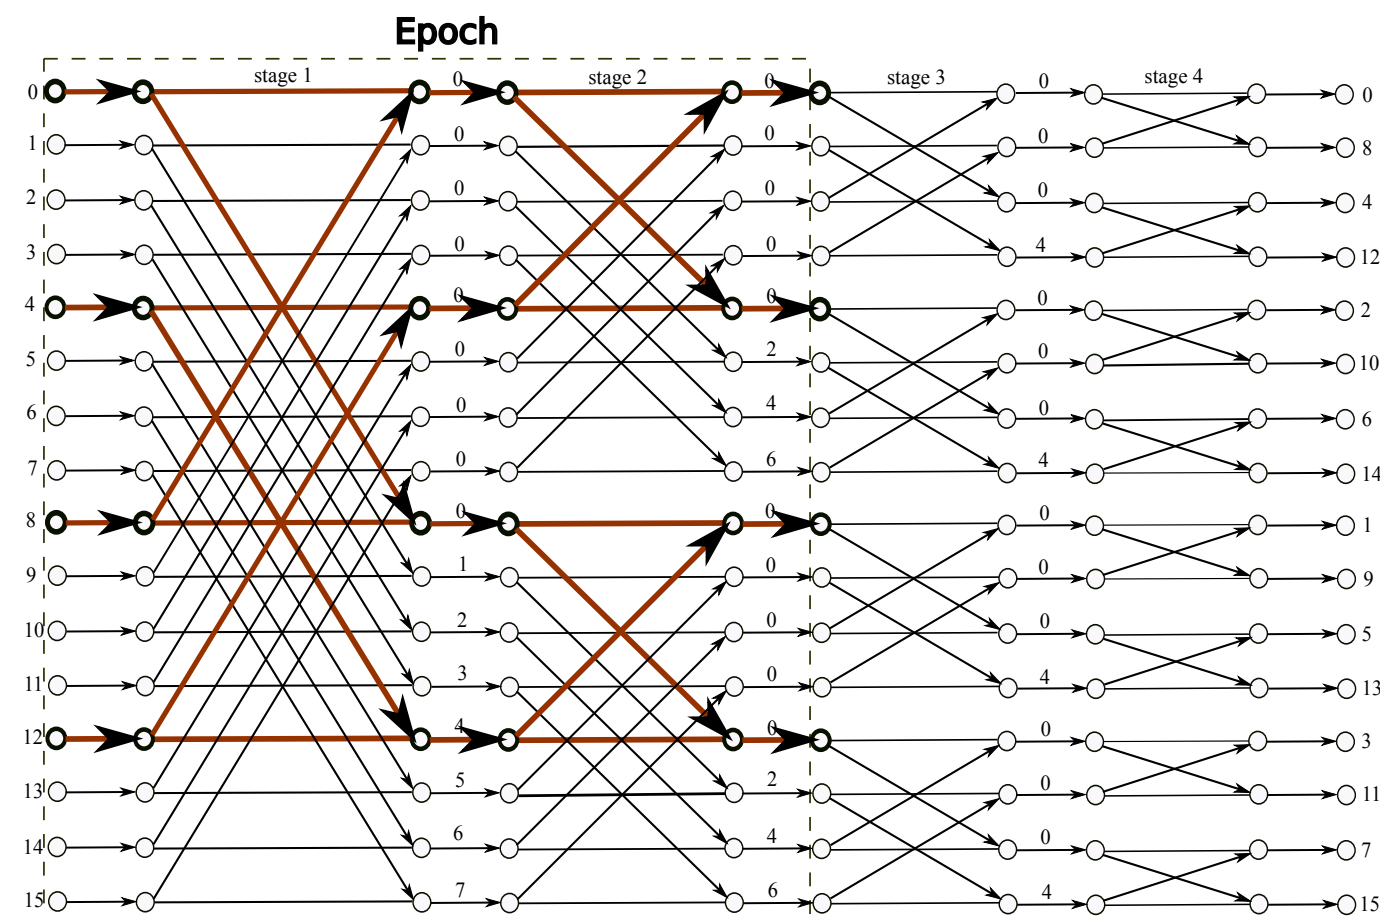 Epoch
stage 1 stage 2 stage 3 stage 4
0 0 0 0 0
1 0 0 0 8
2 0 0 0 4
3 0 0 4 12
4 0 0 0 2
5 0 2 0 10
6 0 4 0 6
7 0 6 4 14
8 0 0 0 1
9 1 0 0 9
10 2 0 0 5
11 3 0 4 13
12 4 0 0 3
13 5 2 0 11
14 6 4 0 7
15 7 6 4 15